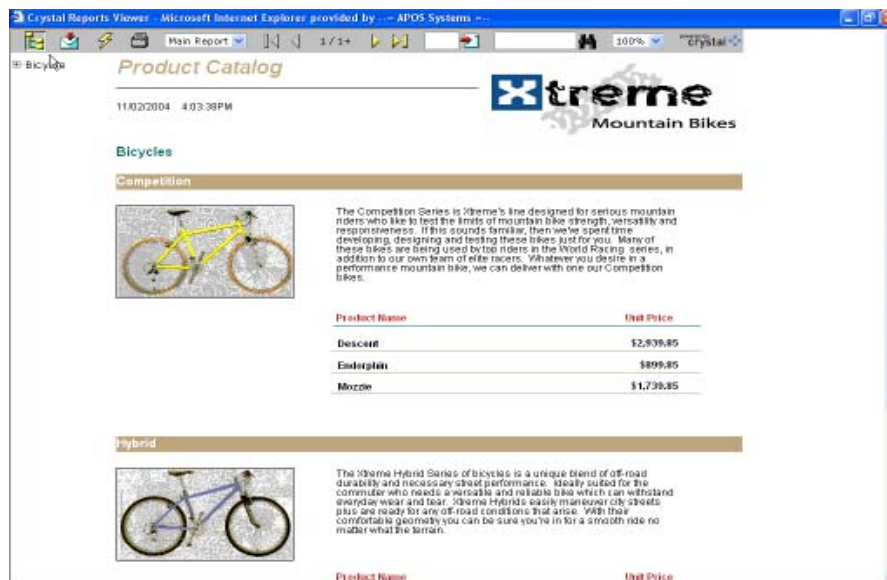 Crystal Reports Viewer - Microsoft Internet Explorer provided by --= APOS Systems =--
Main Report
1 / 1+
100%
crystal
Bicycles
Product Catalog
11/02/2004 4:03:38PM
Xtreme
Mountain Bikes
Bicycles
Competition
The Competition Series is Xtreme's line designed for serious mountain
riders who like to test the limits of mountain bike strength, versatility and
responsiveness. If this sounds familiar, then we've spent time
developing, designing and testing these bikes just for you. Many of
these bikes are being used by top riders in the World Racing series, in
addition to our own team of elite racers. Whatever you desire in a
performance mountain bike, we can deliver with one our Competition
bikes.
Product Name Unit Price
Descent $2,939.85
Endorphin $899.85
Mozzie $1,739.85
Hybrid
The Xtreme Hybrid Series of bicycles is a unique blend of off-road
durability and necessary street performance. Ideally suited for the
commuter who needs a versatile and reliable bike which can withstand
everyday wear and tear. Xtreme Hybrids easily maneuver city streets
plus are ready for any off-road conditions that arise. With their
comfortable geometry you can be sure you're in for a smooth ride no
matter what the terrain.
Product Name Unit Price